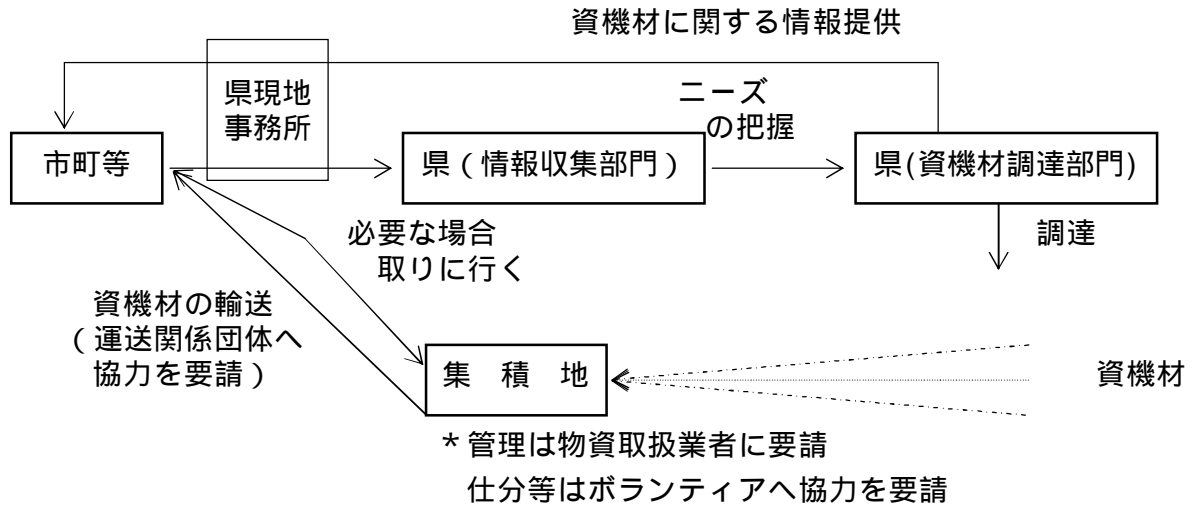 資機材に関する情報提供
県現地
事務所
ニーズ
の把握
市町等
県（情報収集部門）
県(資機材調達部門)
必要な場合
取りに行く
調達
資機材の輸送
（運送関係団体へ
協力を要請）
集　積　地
資機材
＊管理は物資取扱業者に要請
仕分等はボランティアへ協力を要請